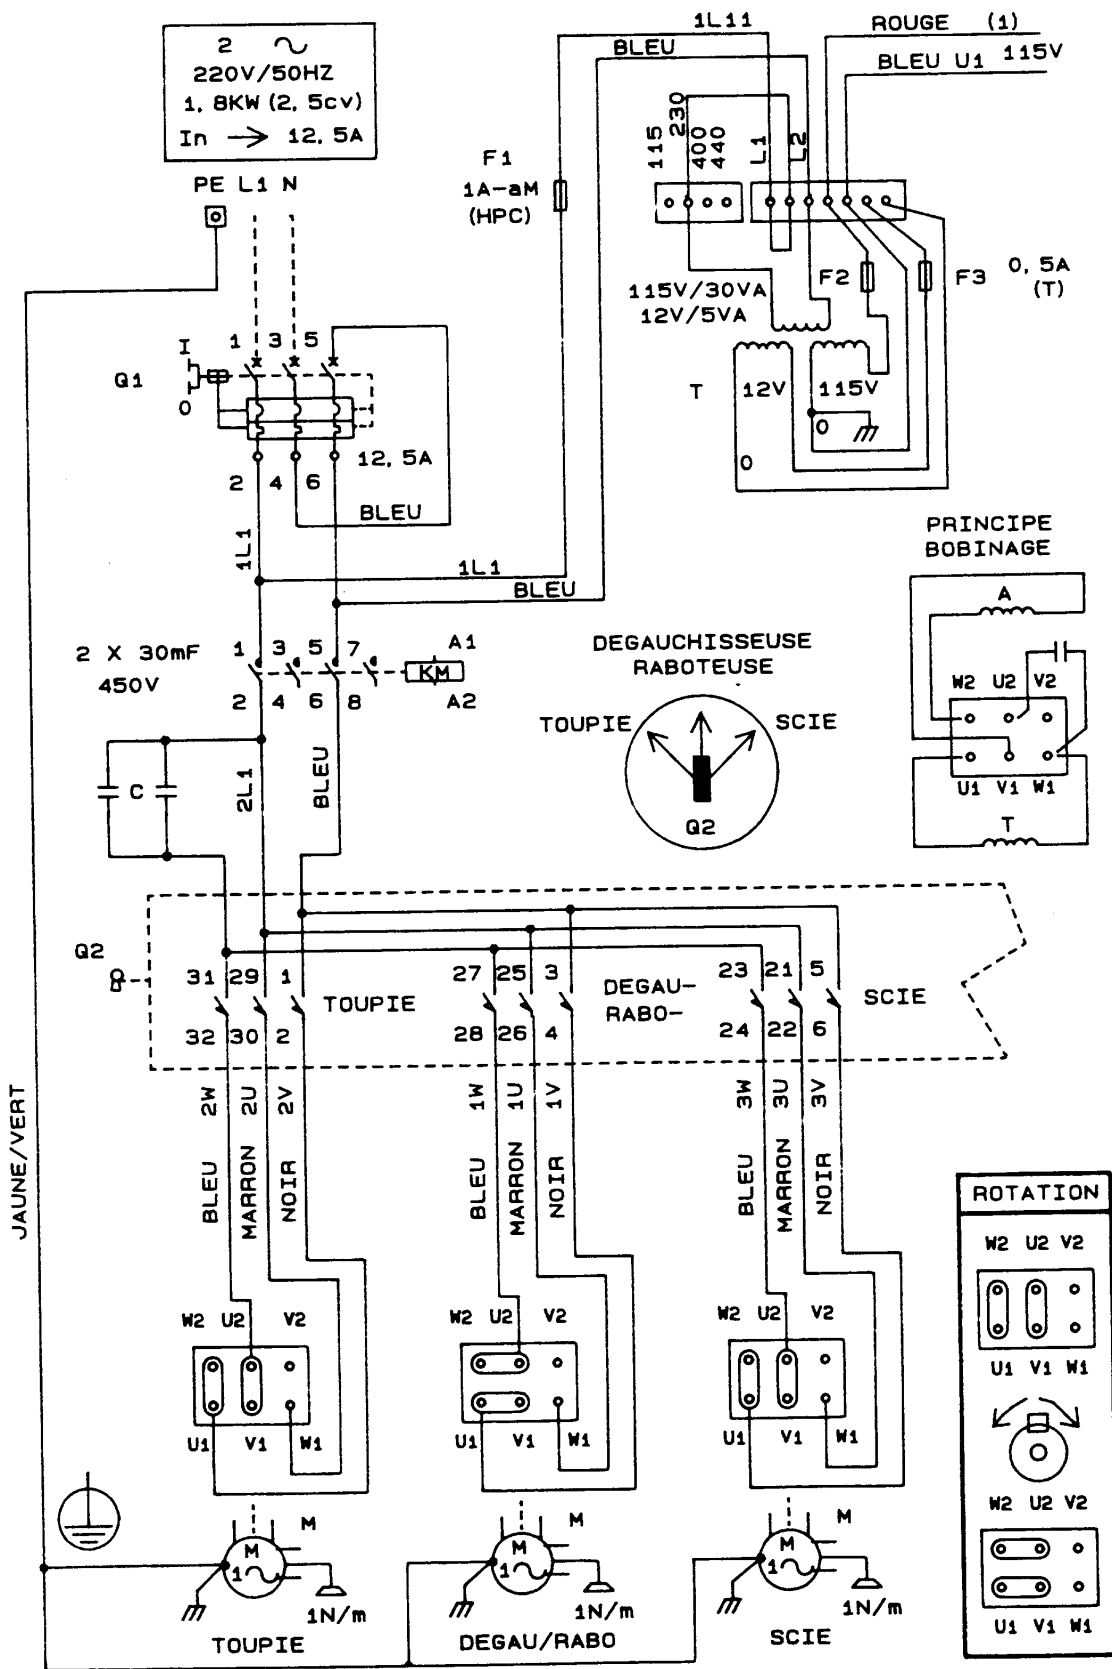 2 ~
220V/50HZ
1, 8KW (2, 5cv)
In → 12, 5A
PE L1 N
1L11
BLEU
ROUGE (1)
BLEU U1 115V
115
230
400
440
L1
L2
F1
1A-aM
(HPC)
115V/30VA
12V/5VA
F2
F3
0, 5A
(T)
T
12V
115V
0
0
I
Q1
O
1 3 5
12, 5A
2 4 6
BLEU
1L1
1L1
BLEU
PRINCIPE
BOBINAGE
A
W2 U2 V2
U1 V1 W1
T
2 X 30mF
450V
1 3 5 7
A1
KM
2 4 6 8
A2
DEGAUCHISSEUSE
RABOTEUSE
TOUPIE
SCIE
Q2
C
2L1
BLEU
Q2
31 29 1
TOUPIE
32 30 2
27 25 3
DEGAU-
RABO-
28 26 4
23 21 5
SCIE
24 22 6
JAUNE/VERT
2W
2U
2V
BLEU
MARRON
NOIR
1W
1U
1V
BLEU
MARRON
NOIR
3W
3U
3V
BLEU
MARRON
NOIR
W2 U2 V2
U1 V1 W1
W2 U2 V2
U1 V1 W1
W2 U2 V2
U1 V1 W1
ROTATION
W2 U2 V2
U1 V1 W1
W2 U2 V2
U1 V1 W1
M
M
1~
1N/m
TOUPIE
M
M
1~
1N/m
DEGAU/RABO
M
M
1~
1N/m
SCIE